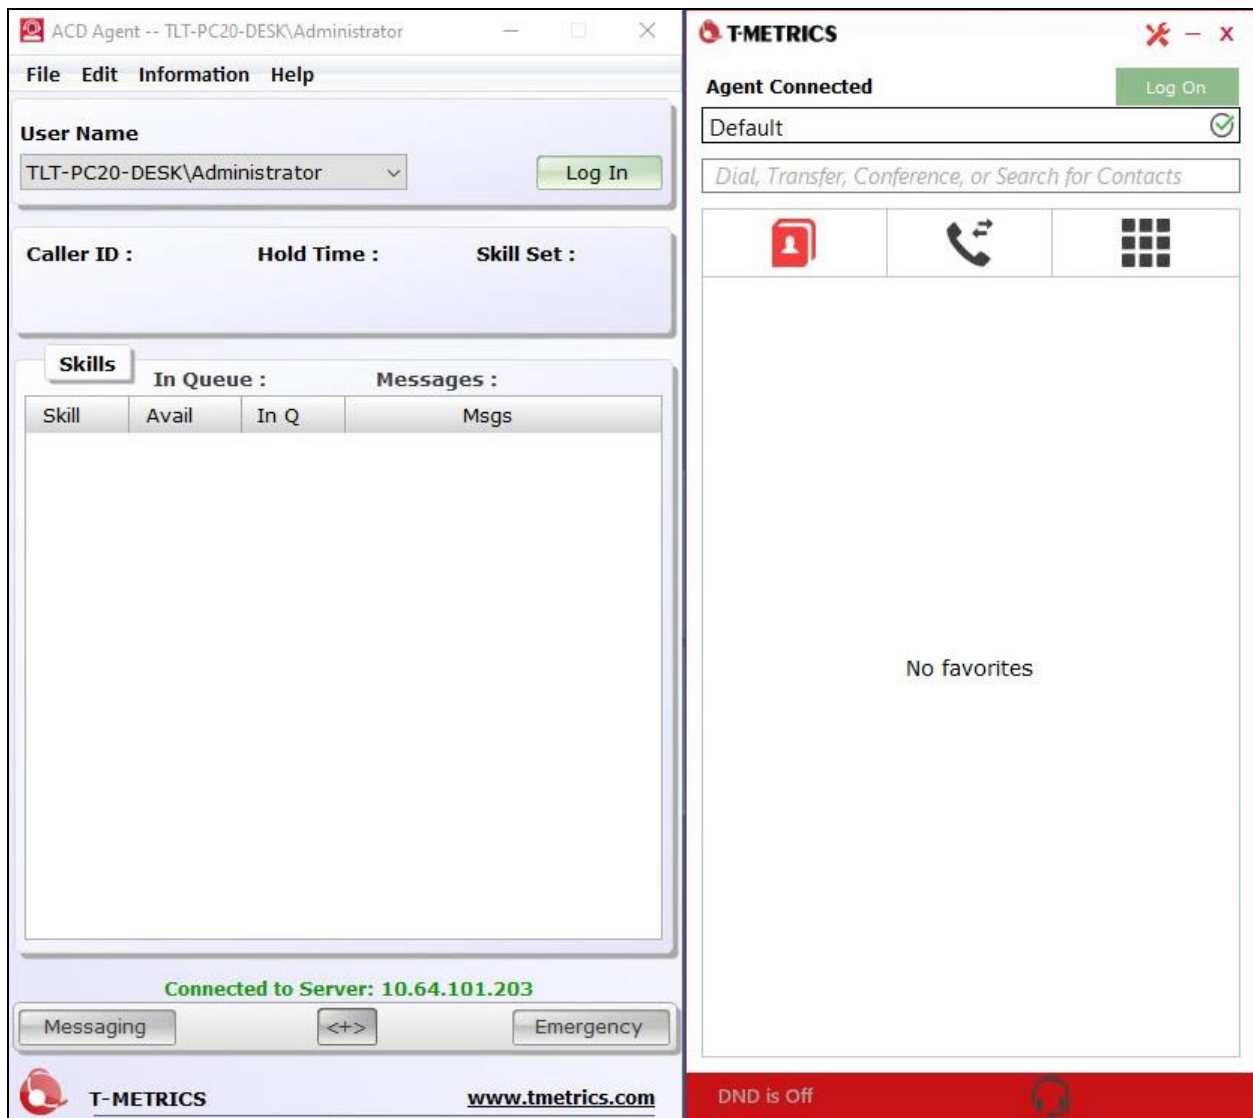 ACD Agent -- TLT-PC20-DESK\Administrator
File Edit Information Help
User Name
TLT-PC20-DESK\Administrator
Log In
Caller ID : Hold Time : Skill Set :
Skills
In Queue : Messages :
Skill Avail In Q Msgs
Connected to Server: 10.64.101.203
Messaging <+> Emergency
T-METRICS www.tmetrics.com
T-METRICS
Agent Connected
Log On
Default
Dial, Transfer, Conference, or Search for Contacts
No favorites
DND is Off